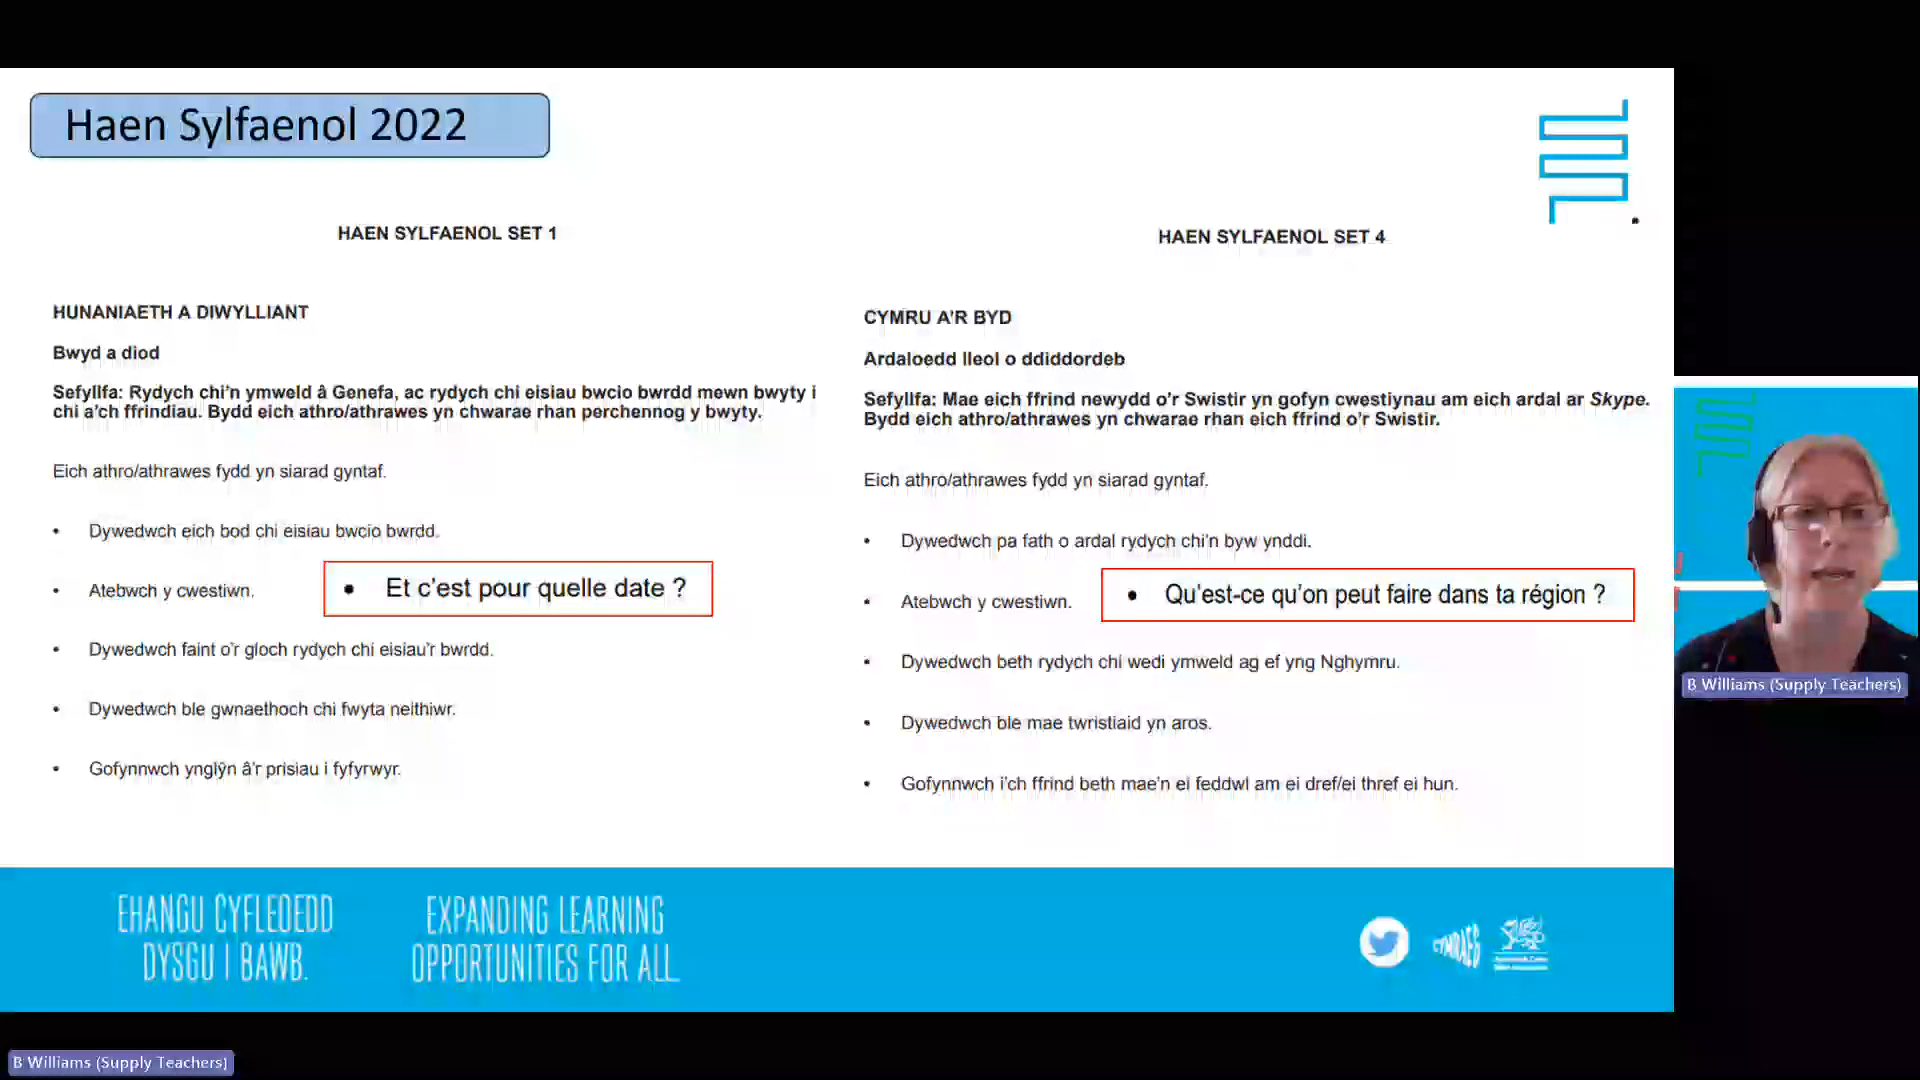 Haen Sylfaenol 2022
HAEN SYLFAENOL SET 1
HUNANIAETH A DIWYLLIANT
Bwyd a diod
Sefyllfa: Rydych chi'n ymweld â Genefa, ac rydych chi eisiau bwcio bwrdd mewn bwyty i
chi a'ch ffrindiau. Bydd eich athro/athrawes yn chwarae rhan perchennog y bwyty.
Eich athro/athrawes fydd yn siarad gyntaf.
• Dywedwch eich bod chi eisiau bwcio bwrdd.
• Atebwch y cwestiwn.
• Et c'est pour quelle date ?
• Dywedwch faint o'r gloch rydych chi eisiau'r bwrdd.
• Dywedwch ble gwnaethoch chi fwyta neithiwr.
• Gofynnwch ynglŷn â'r prisiau i fyfyrwyr.
HAEN SYLFAENOL SET 4
CYMRU A'R BYD
Ardaloedd lleol o ddiddordeb
Sefyllfa: Mae eich ffrind newydd o'r Swistir yn gofyn cwestiynau am eich ardal ar Skype.
Bydd eich athro/athrawes yn chwarae rhan eich ffrind o'r Swistir.
Eich athro/athrawes fydd yn siarad gyntaf.
• Dywedwch pa fath o ardal rydych chi'n byw ynddi.
• Atebwch y cwestiwn.
• Qu'est-ce qu'on peut faire dans ta région ?
• Dywedwch beth rydych chi wedi ymweld ag ef yng Nghymru.
• Dywedwch ble mae twristiaid yn aros.
• Gofynnwch i'ch ffrind beth mae'n ei feddwl am ei dref/ei thref ei hun.
EHANGU CYFLEOEDD
DYSGU I BAWB.
EXPANDING LEARNING
OPPORTUNITIES FOR ALL
CYMRAEG
B Williams (Supply Teachers)
B Williams (Supply Teachers)